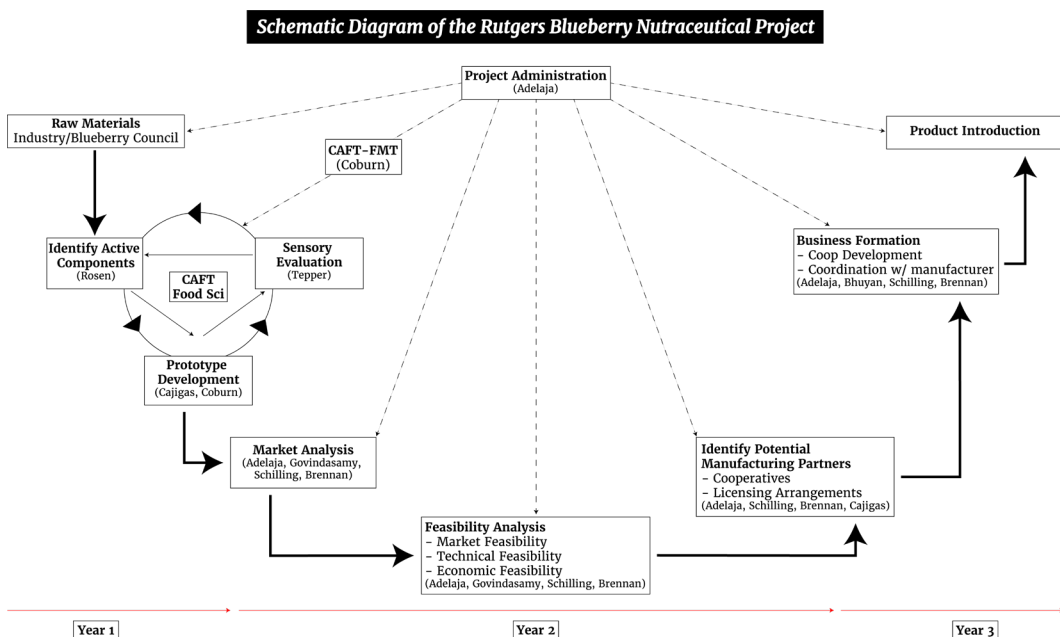 Schematic Diagram of the Rutgers Blueberry Nutraceutical Project
Project Administration
(Adelaja)
Raw Materials
Industry/Blueberry Council
Product Introduction
CAFT-FMT
(Coburn)
Identify Active
Components
(Rosen)
Sensory
Evaluation
(Tepper)
CAFT
Food Sci
Business Formation
- Coop Development
- Coordination w/ manufacturer
(Adelaja, Bhuyan, Schilling, Brennan)
Prototype
Development
(Cajigas, Coburn)
Market Analysis
(Adelaja, Govindasamy,
Schilling, Brennan)
Identify Potential
Manufacturing Partners
- Cooperatives
- Licensing Arrangements
(Adelaja, Schilling, Brennan, Cajigas)
Feasibility Analysis
- Market Feasibility
- Technical Feasibility
- Economic Feasibility
(Adelaja, Govindasamy, Schilling, Brennan)
Year 1
Year 2
Year 3